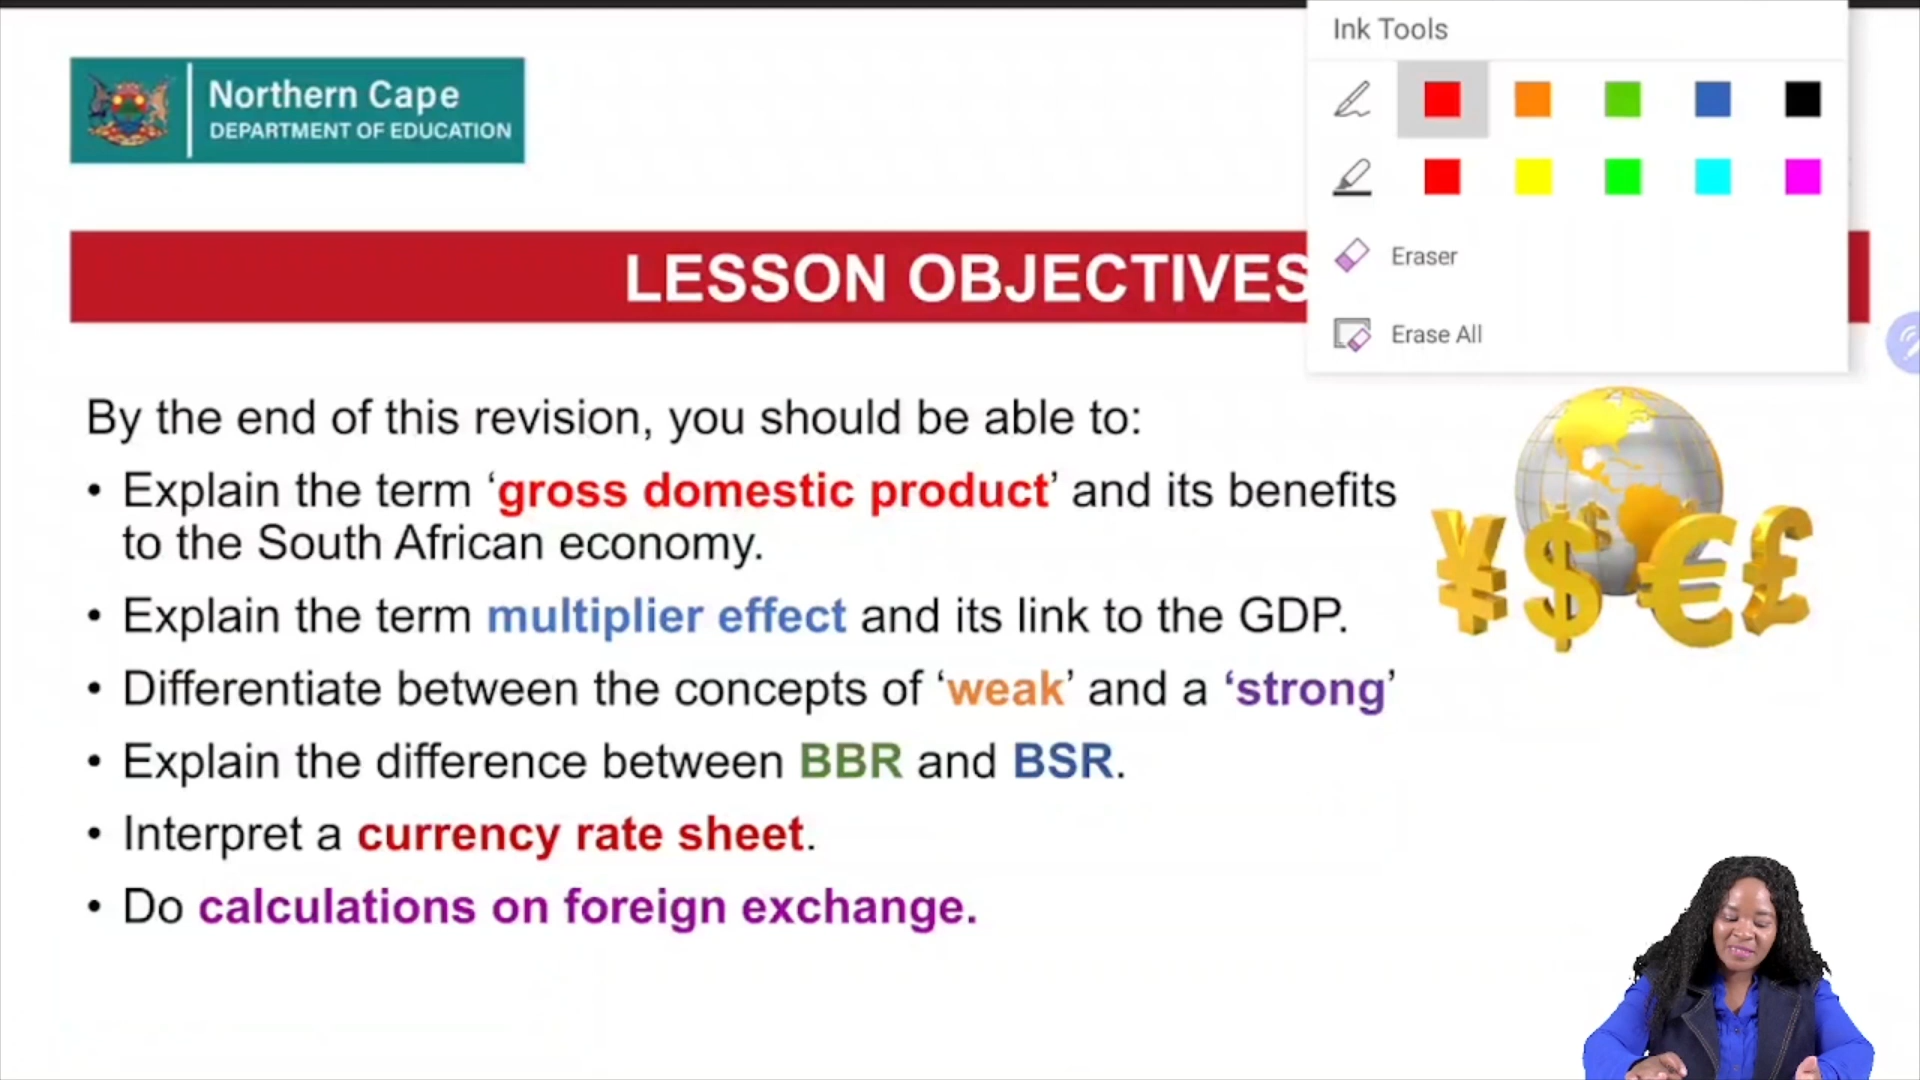 Ink Tools
Northern Cape
DEPARTMENT OF EDUCATION
Eraser
LESSON OBJECTIVES
Erase All
By the end of this revision, you should be able to:
• Explain the term ‘gross domestic product’ and its benefits
to the South African economy.
• Explain the term multiplier effect and its link to the GDP.
• Differentiate between the concepts of ‘weak’ and a ‘strong’
• Explain the difference between BBR and BSR.
• Interpret a currency rate sheet.
• Do calculations on foreign exchange.
¥$€£